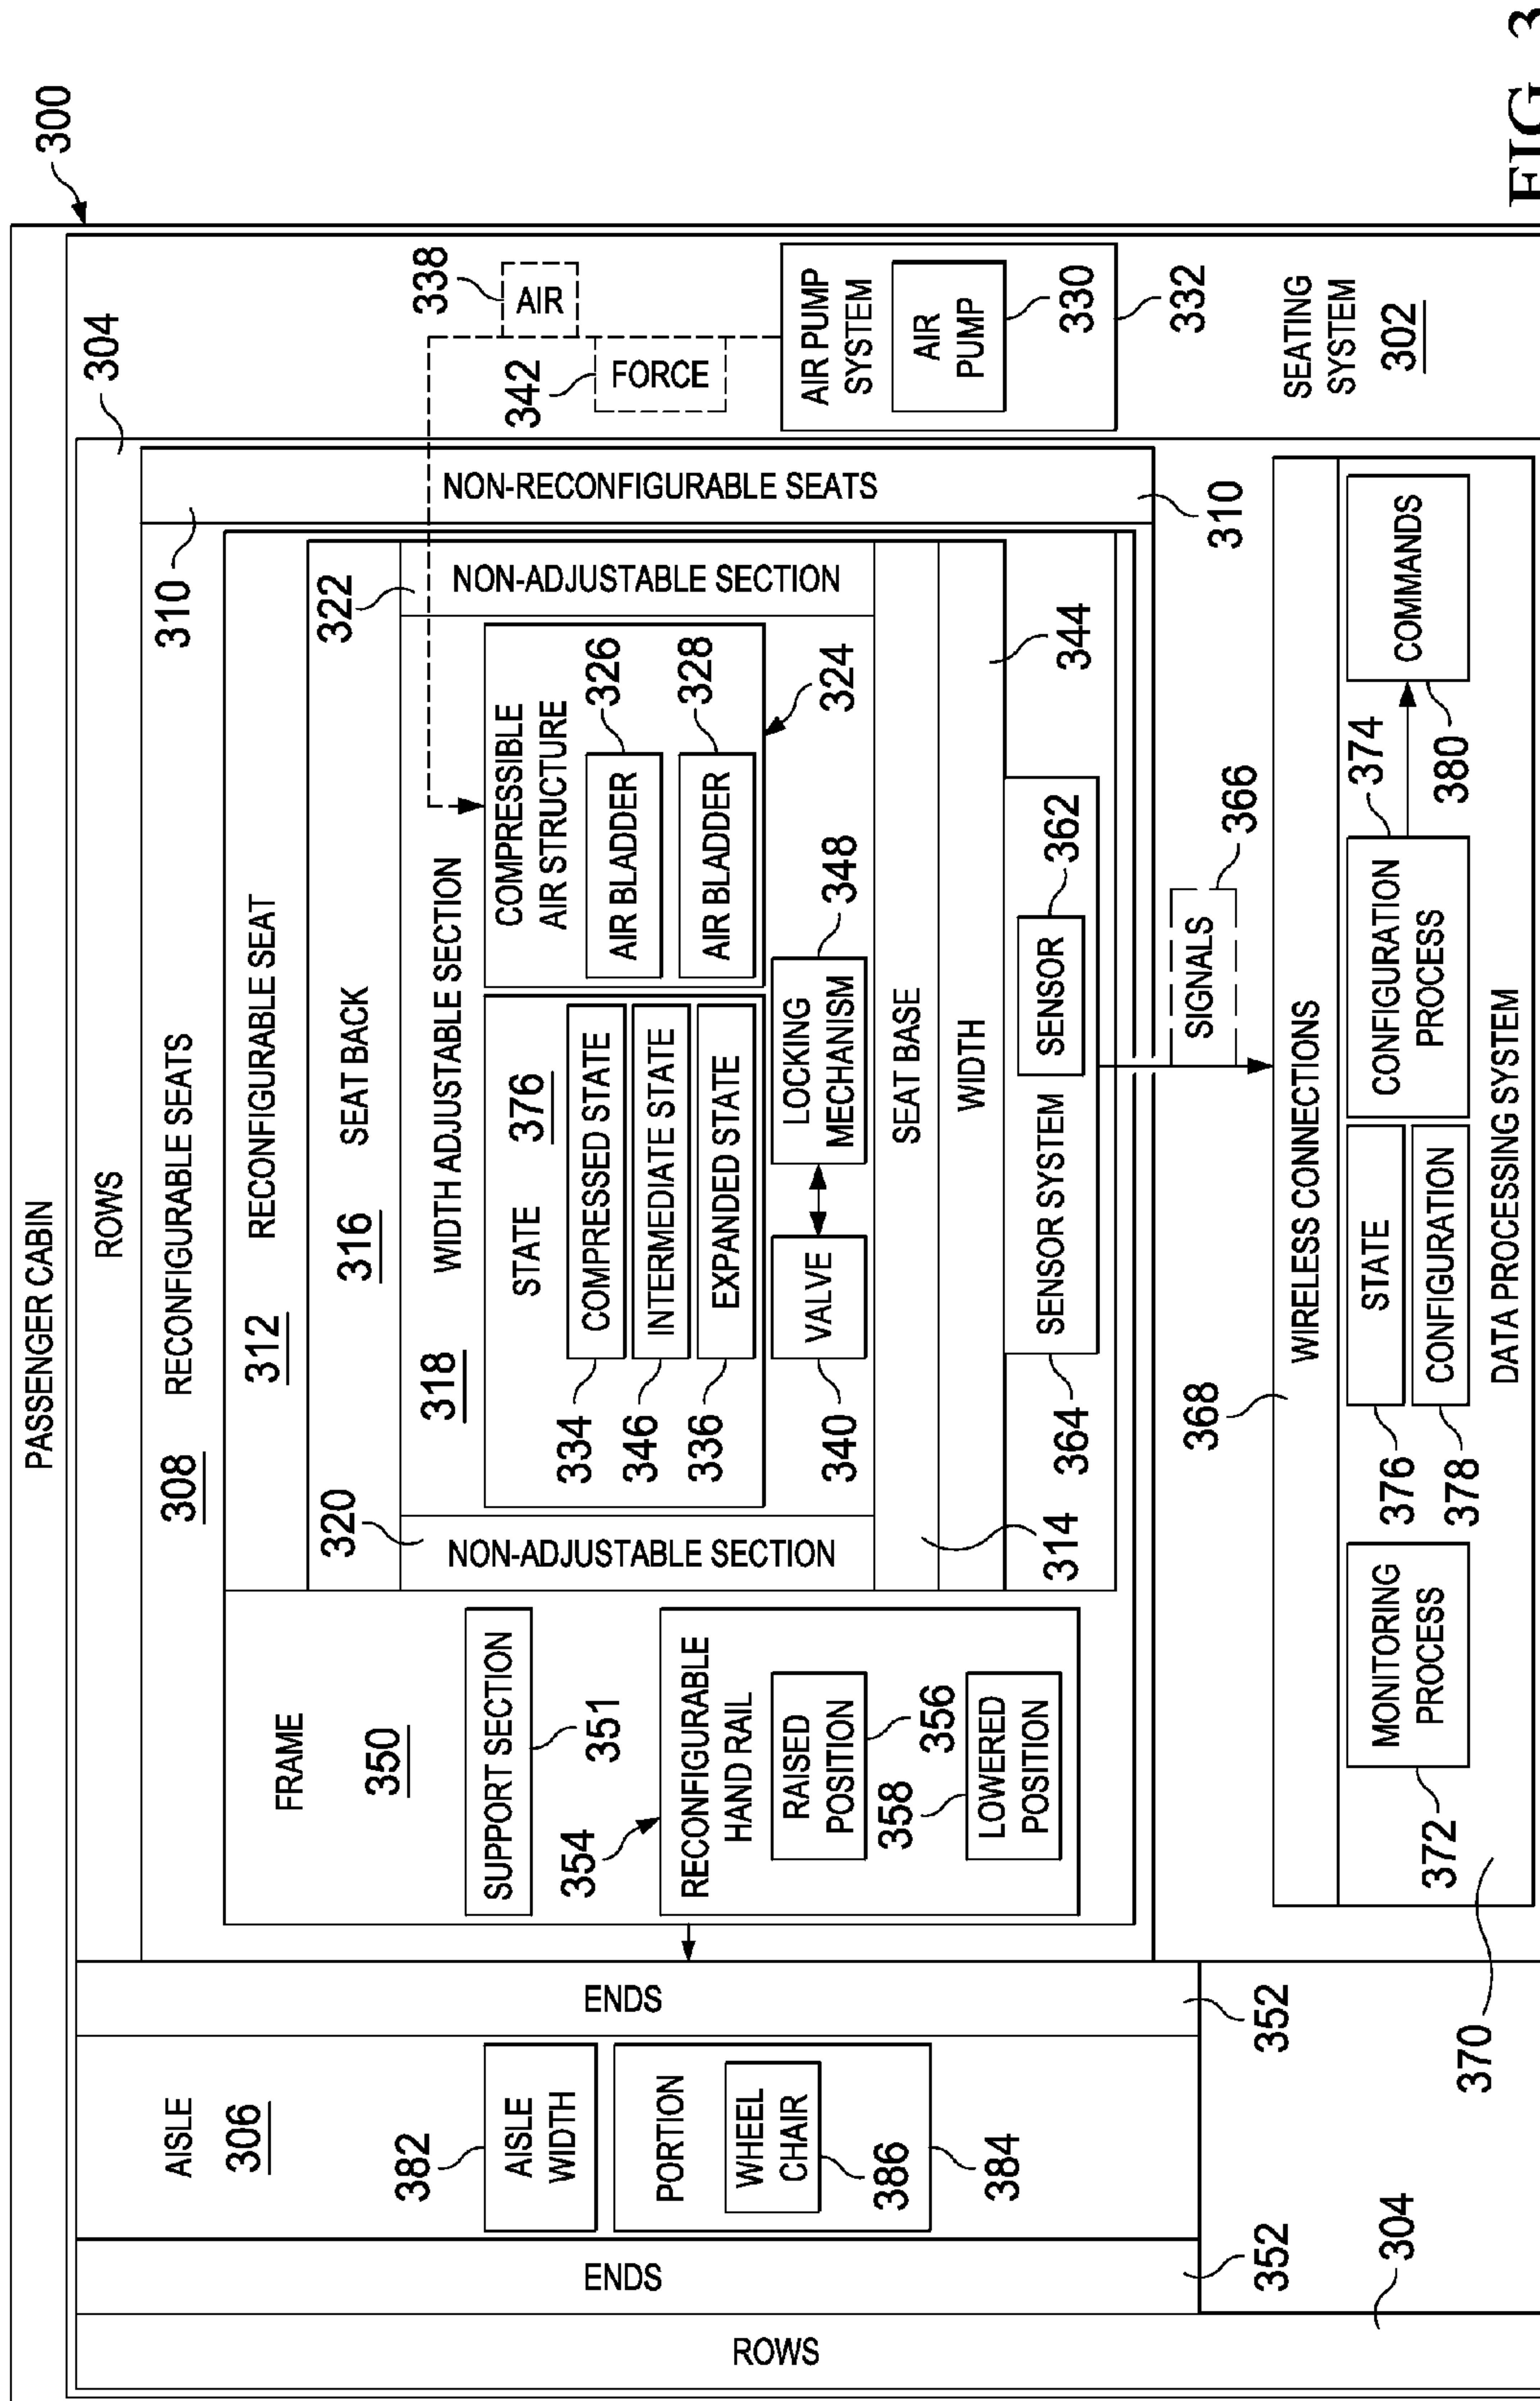 PASSENGER CABIN
300
ROWS
304
RECONFIGURABLE SEATS
308
310
NON-RECONFIGURABLE SEATS
310
RECONFIGURABLE SEAT
312
SEAT BACK
316
WIDTH ADJUSTABLE SECTION
318
320
NON-ADJUSTABLE SECTION
322
NON-ADJUSTABLE SECTION
STATE
376
334
COMPRESSED STATE
346
INTERMEDIATE STATE
336
EXPANDED STATE
COMPRESSIBLE
AIR STRUCTURE
AIR BLADDER
326
AIR BLADDER
328
324
340
VALVE
LOCKING
MECHANISM
348
SEAT BASE
314
WIDTH
344
364
SENSOR SYSTEM
SENSOR
362
FRAME
350
SUPPORT SECTION
351
354
RECONFIGURABLE
HAND RAIL
RAISED
POSITION
356
358
LOWERED
POSITION
AISLE
306
382
AISLE
WIDTH
PORTION
WHEEL
CHAIR
386
384
ENDS
352
ENDS
352
ROWS
304
338
AIR
342
FORCE
AIR PUMP
SYSTEM
AIR
PUMP
330
332
SEATING
SYSTEM
302
SIGNALS
366
368
WIRELESS CONNECTIONS
MONITORING
PROCESS
372
STATE
376
CONFIGURATION
378
CONFIGURATION
PROCESS
374
COMMANDS
380
DATA PROCESSING SYSTEM
370
FIG. 3